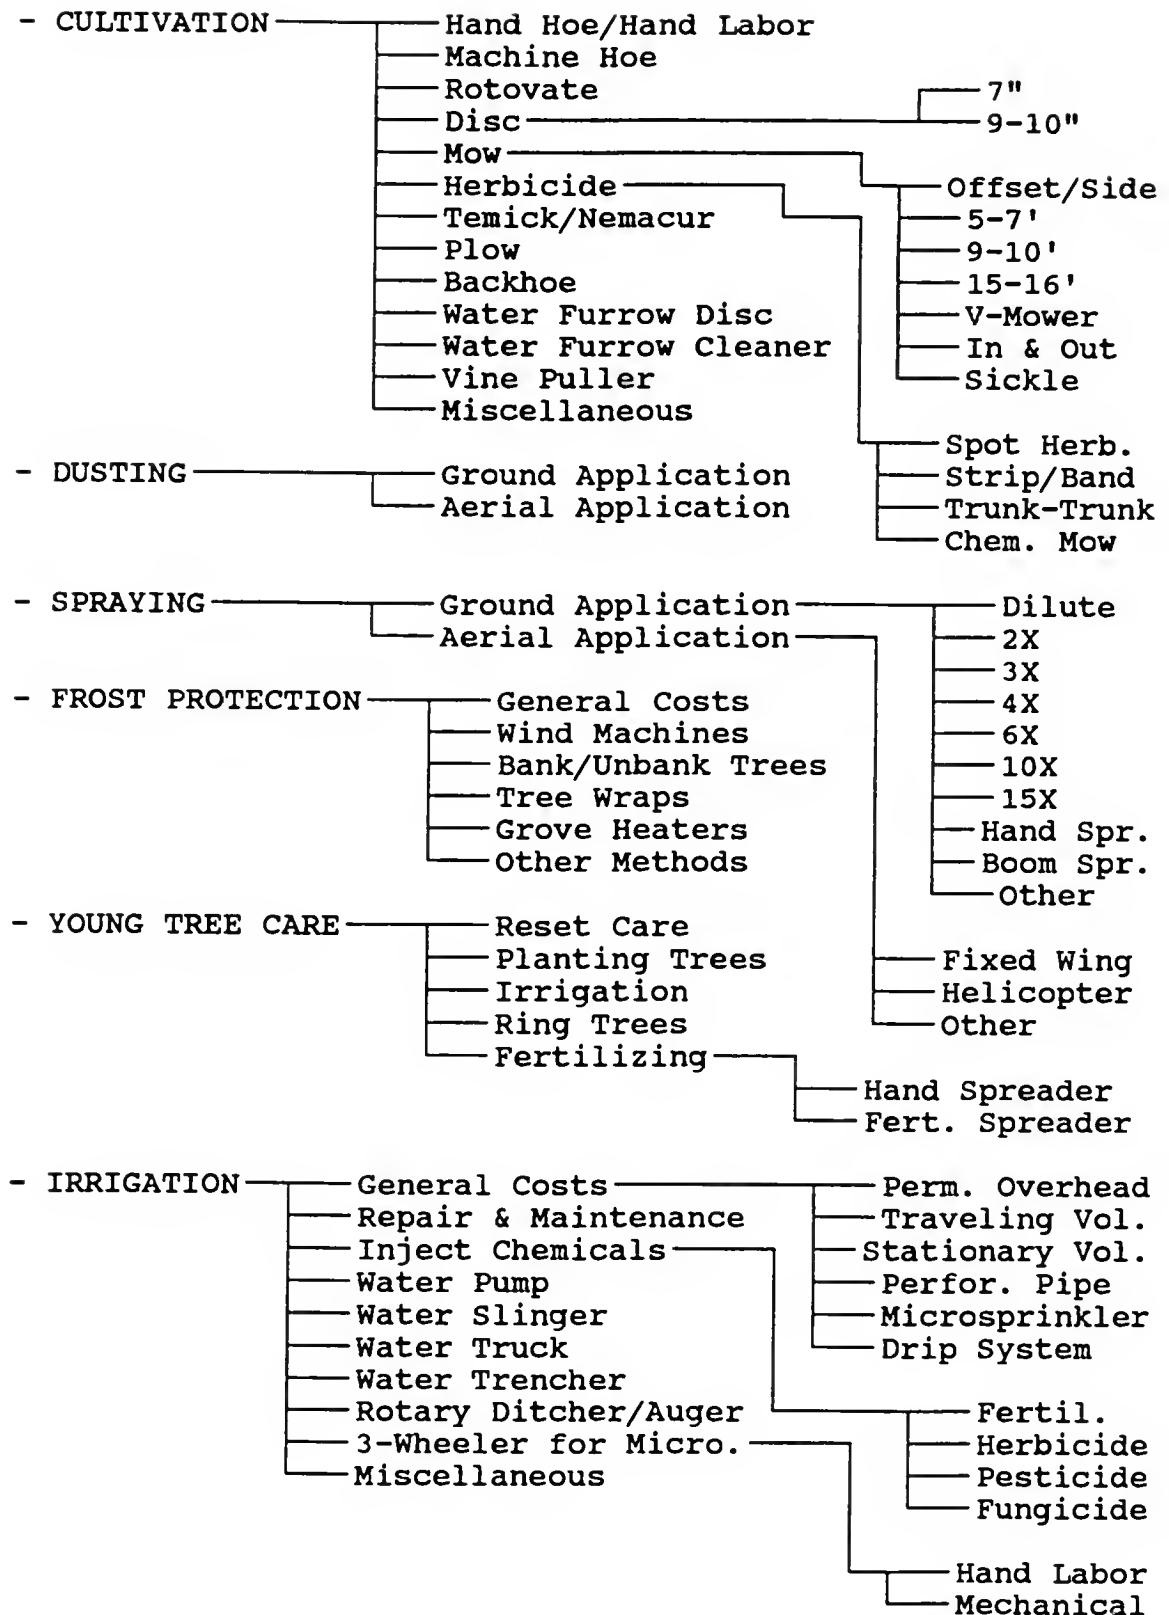 - CULTIVATION
Hand Hoe/Hand Labor
Machine Hoe
Rotovate
Disc
Mow
Herbicide
Temick/Nemacur
Plow
Backhoe
Water Furrow Disc
Water Furrow Cleaner
Vine Puller
Miscellaneous
7"
9-10"
Offset/Side
5-7'
9-10'
15-16'
V-Mower
In & Out
Sickle
Spot Herb.
Strip/Band
Trunk-Trunk
Chem. Mow
- DUSTING
Ground Application
Aerial Application
- SPRAYING
Ground Application
Aerial Application
Dilute
2X
3X
4X
6X
10X
15X
Hand Spr.
Boom Spr.
Other
Fixed Wing
Helicopter
Other
- FROST PROTECTION
General Costs
Wind Machines
Bank/Unbank Trees
Tree Wraps
Grove Heaters
Other Methods
- YOUNG TREE CARE
Reset Care
Planting Trees
Irrigation
Ring Trees
Fertilizing
Hand Spreader
Fert. Spreader
- IRRIGATION
General Costs
Repair & Maintenance
Inject Chemicals
Water Pump
Water Slinger
Water Truck
Water Trencher
Rotary Ditcher/Auger
3-Wheeler for Micro.
Miscellaneous
Perm. Overhead
Traveling Vol.
Stationary Vol.
Perfor. Pipe
Microsprinkler
Drip System
Fertil.
Herbicide
Pesticide
Fungicide
Hand Labor
Mechanical